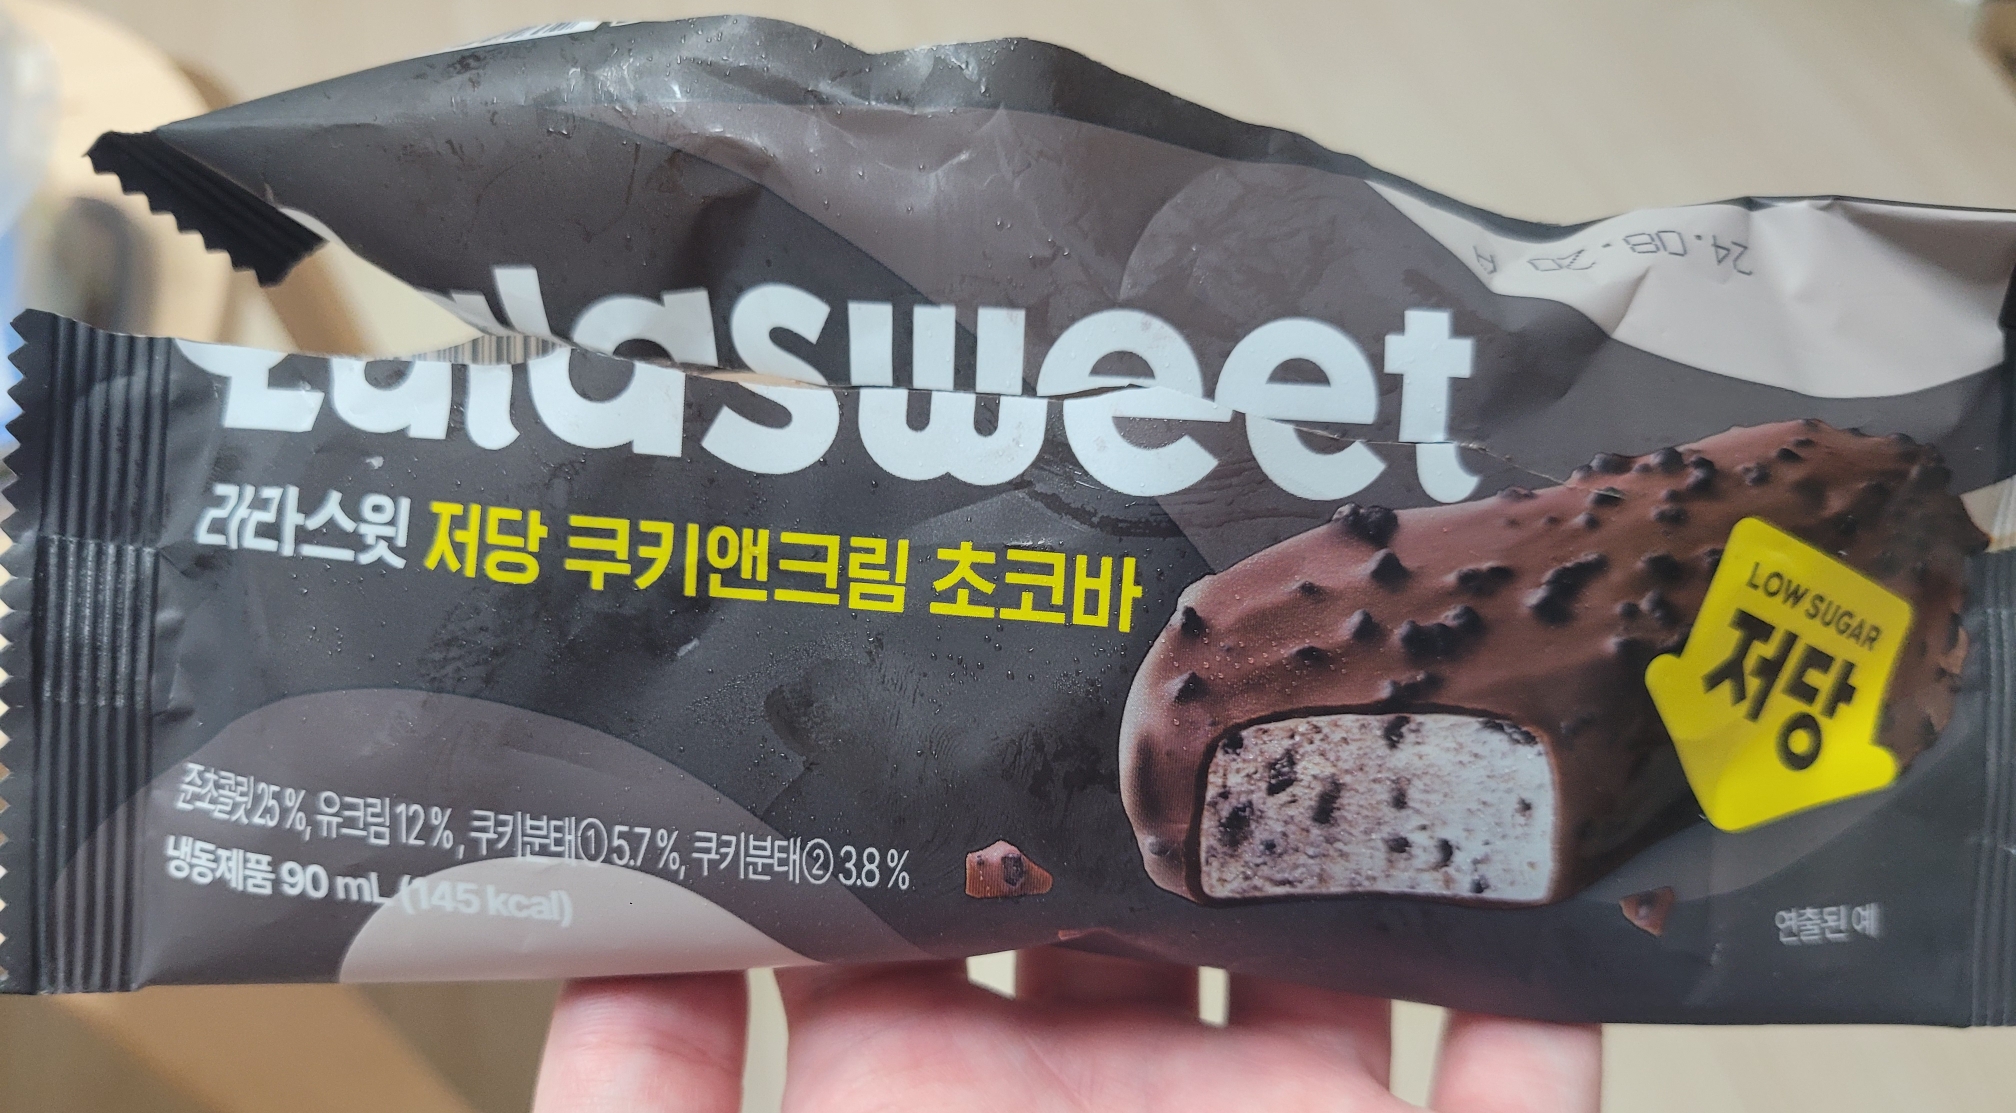 24.08.20 A
Lalasweet
라라스윗 저당 쿠키앤크림 초코바
LOW SUGAR
저당
준초콜릿 25 %, 유크림 12 %, 쿠키분태① 5.7 %, 쿠키분태② 3.8 %
냉동제품 90 mL (145 kcal)
연출된 예